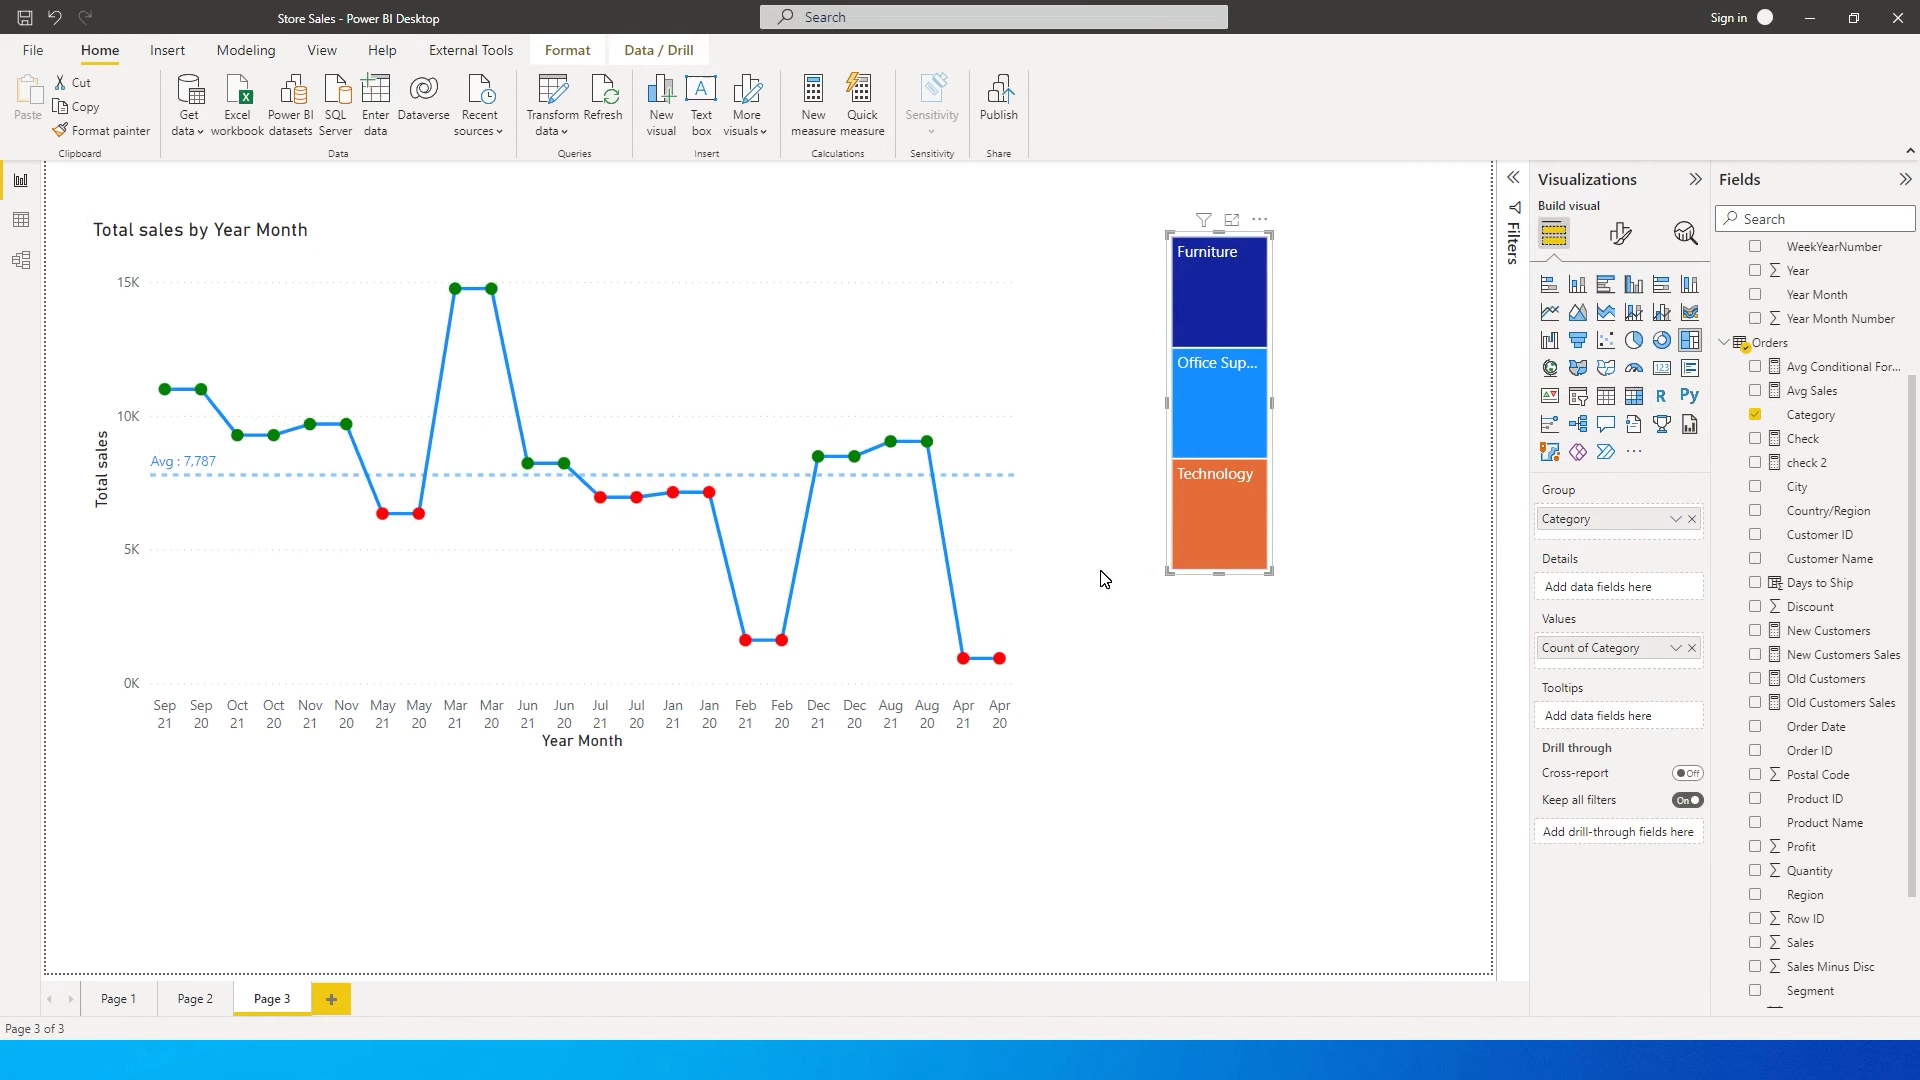 Store Sales - Power BI Desktop
Search
Sign in
File Home Insert Modeling View Help External Tools Format Data / Drill
Paste
Cut
Copy
Format painter
Clipboard
Get data
Excel workbook
Power BI datasets
SQL Server
Enter data
Dataverse
Recent sources
Data
Transform data
Refresh
Queries
New visual
Text box
More visuals
Insert
New measure
Quick measure
Calculations
Sensitivity
Sensitivity
Publish
Share
Total sales by Year Month
15K
10K
5K
0K
Total sales
Avg : 7,787
Sep 21
Sep 20
Oct 21
Oct 20
Nov 21
Nov 20
May 21
May 20
Mar 21
Mar 20
Jun 21
Jun 20
Jul 21
Jul 20
Jan 21
Jan 20
Feb 21
Feb 20
Dec 21
Dec 20
Aug 21
Aug 20
Apr 21
Apr 20
Year Month
Furniture
Office Sup...
Technology
Filters
Visualizations
Build visual
123
R
Py
Group
Category
Details
Add data fields here
Values
Count of Category
Tooltips
Add data fields here
Drill through
Cross-report
Off
Keep all filters
On
Add drill-through fields here
Fields
Search
WeekYearNumber
Year
Year Month
Year Month Number
Orders
Avg Conditional For...
Avg Sales
Category
Check
check 2
City
Country/Region
Customer ID
Customer Name
Days to Ship
Discount
New Customers
New Customers Sales
Old Customers
Old Customers Sales
Order Date
Order ID
Postal Code
Product ID
Product Name
Profit
Quantity
Region
Row ID
Sales
Sales Minus Disc
Segment
Page 1
Page 2
Page 3
Page 3 of 3